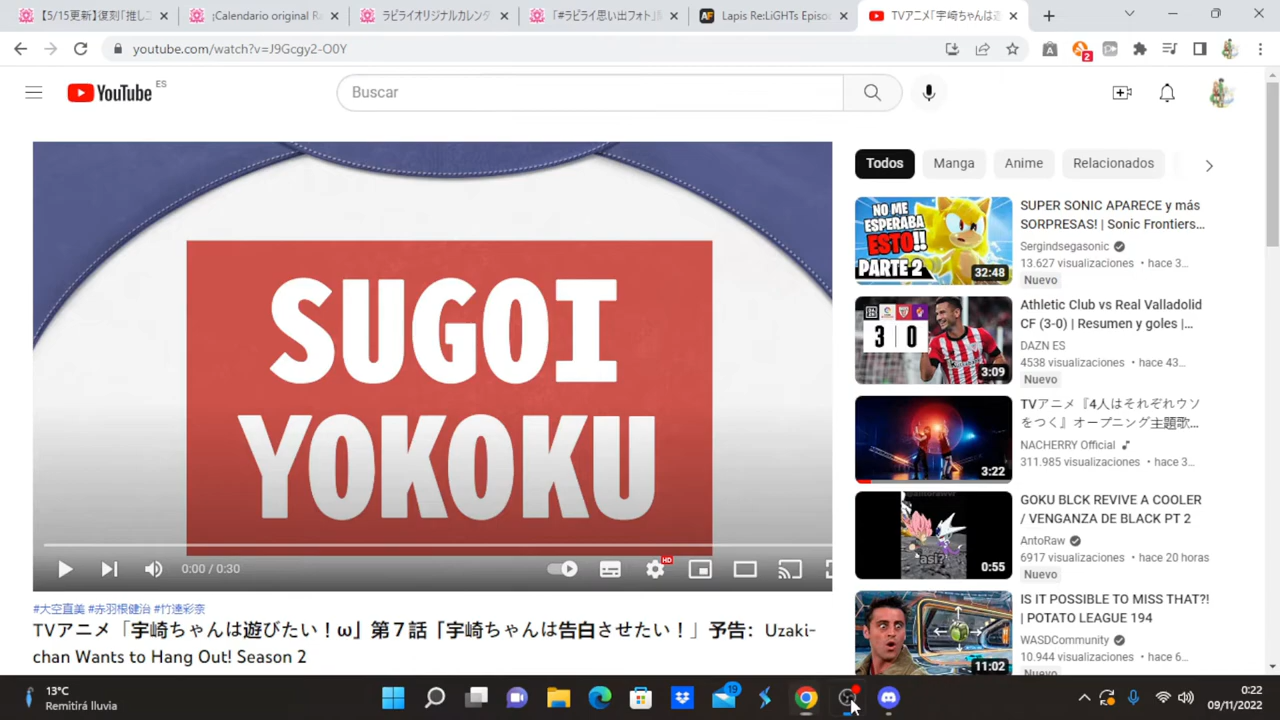 【5/15更新】復刻「推しニ
¡Calendario original Ra
ラピライオリジナルカレンダ
「#ラピライ思い出フォト」
Lapis Re:LiGHTs Episod
TVアニメ「宇崎ちゃんは遊
youtube.com/watch?v=J9Gcgy2-O0Y
2
YouTube ES
Buscar
SUGOI
YOKOKU
0:00 / 0:30
HD
#大空直美 #赤羽根健治 #竹達彩奈
TVアニメ「宇崎ちゃんは遊びたい！ω」第７話「宇崎ちゃんは告白させたい！」予告：Uzaki-
chan Wants to Hang Out! Season 2
Todos
Manga
Anime
Relacionados
NO ME
ESPERABA
ESTO!!
PARTE 2
32:48
SUPER SONIC APARECE y más
SORPRESAS! | Sonic Frontiers...
Sergindsegasonic
13.627 visualizaciones • hace 3...
Nuevo
DAZN
3 0
3:09
Athletic Club vs Real Valladolid
CF (3-0) | Resumen y goles |...
DAZN ES
4538 visualizaciones • hace 43...
Nuevo
3:22
TVアニメ『4人はそれぞれウソ
をつく』オープニング主題歌...
NACHERRY Official
311.985 visualizaciones • hace 3...
asi?
0:55
GOKU BLCK REVIVE A COOLER
/ VENGANZA DE BLACK PT 2
AntoRaw
6917 visualizaciones • hace 20 horas
Nuevo
11:02
IS IT POSSIBLE TO MISS THAT?!
| POTATO LEAGUE 194
WASDCommunity
10.944 visualizaciones • hace 6...
Nuevo
13°C
Remitirá lluvia
19
0:22
09/11/2022